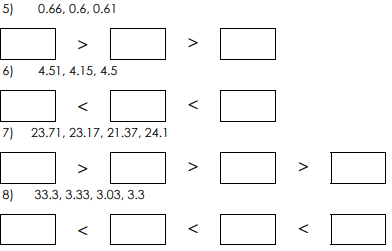 5) 0.66, 0.6, 0.61
> >
6) 4.51, 4.15, 4.5
< <
7) 23.71, 23.17, 21.37, 24.1
> > >
8) 33.3, 3.33, 3.03, 3.3
< < <